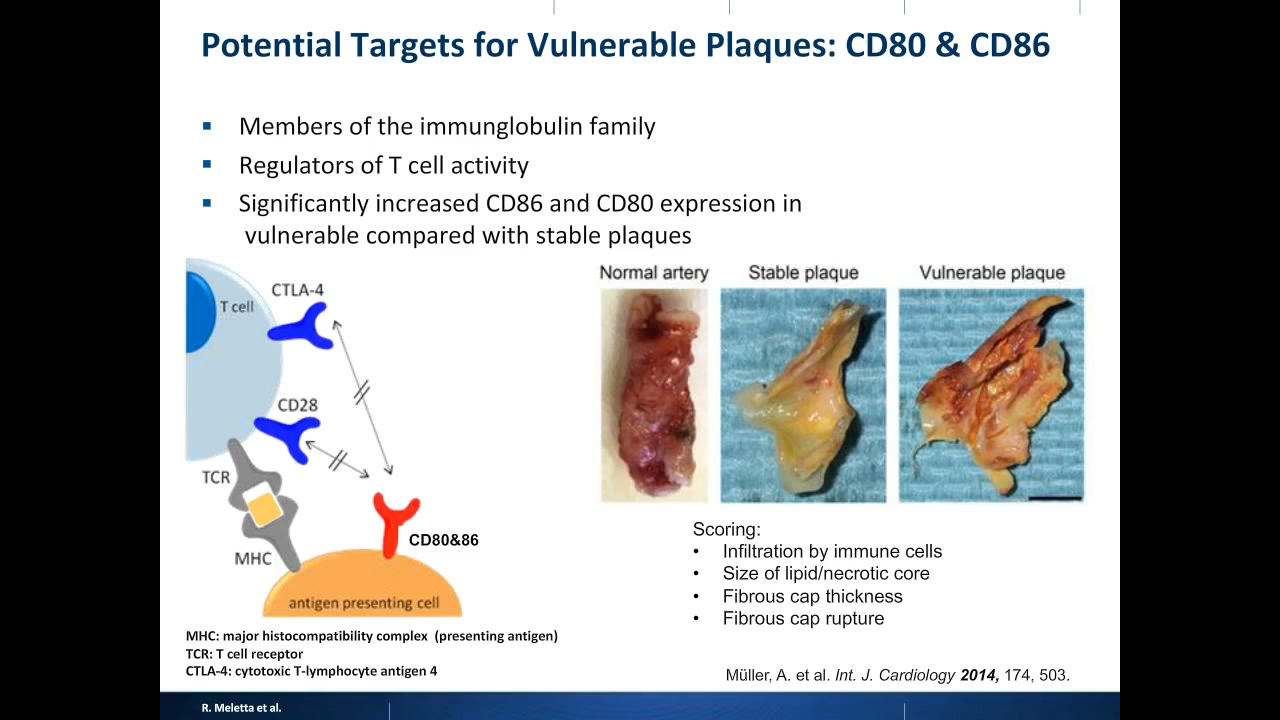 Potential Targets for Vulnerable Plaques: CD80 & CD86
▪ Members of the immunglobulin family
▪ Regulators of T cell activity
▪ Significantly increased CD86 and CD80 expression in
vulnerable compared with stable plaques
T cell
CTLA-4
CD28
TCR
MHC
CD80&86
antigen presenting cell
MHC: major histocompatibility complex (presenting antigen)
TCR: T cell receptor
CTLA-4: cytotoxic T-lymphocyte antigen 4
Normal artery
Stable plaque
Vulnerable plaque
Scoring:
• Infiltration by immune cells
• Size of lipid/necrotic core
• Fibrous cap thickness
• Fibrous cap rupture
Müller, A. et al. Int. J. Cardiology 2014, 174, 503.
R. Meletta et al.